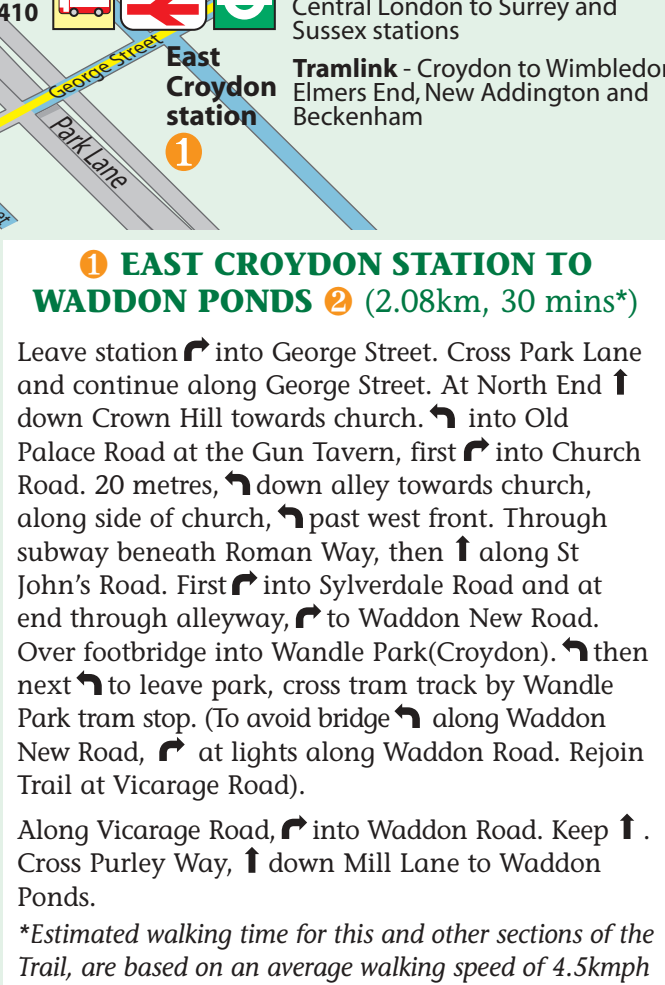 410
Central London to Surrey and
Sussex stations
George Street
East
Croydon
station
1
Tramlink - Croydon to Wimbledon
Elmers End, New Addington and
Beckenham
Park Lane
1 EAST CROYDON STATION TO
WADDON PONDS 2 (2.08km, 30 mins*)
Leave station ↱ into George Street. Cross Park Lane
and continue along George Street. At North End ↑
down Crown Hill towards church. ↰ into Old
Palace Road at the Gun Tavern, first ↱ into Church
Road. 20 metres, ↰ down alley towards church,
along side of church, ↰ past west front. Through
subway beneath Roman Way, then ↑ along St
John's Road. First ↱ into Sylverdale Road and at
end through alleyway, ↱ to Waddon New Road.
Over footbridge into Wandle Park(Croydon). ↰ then
next ↰ to leave park, cross tram track by Wandle
Park tram stop. (To avoid bridge ↰ along Waddon
New Road, ↱ at lights along Waddon Road. Rejoin
Trail at Vicarage Road).
Along Vicarage Road, ↱ into Waddon Road. Keep ↑ .
Cross Purley Way, ↑ down Mill Lane to Waddon
Ponds.
*Estimated walking time for this and other sections of the
Trail, are based on an average walking speed of 4.5kmph